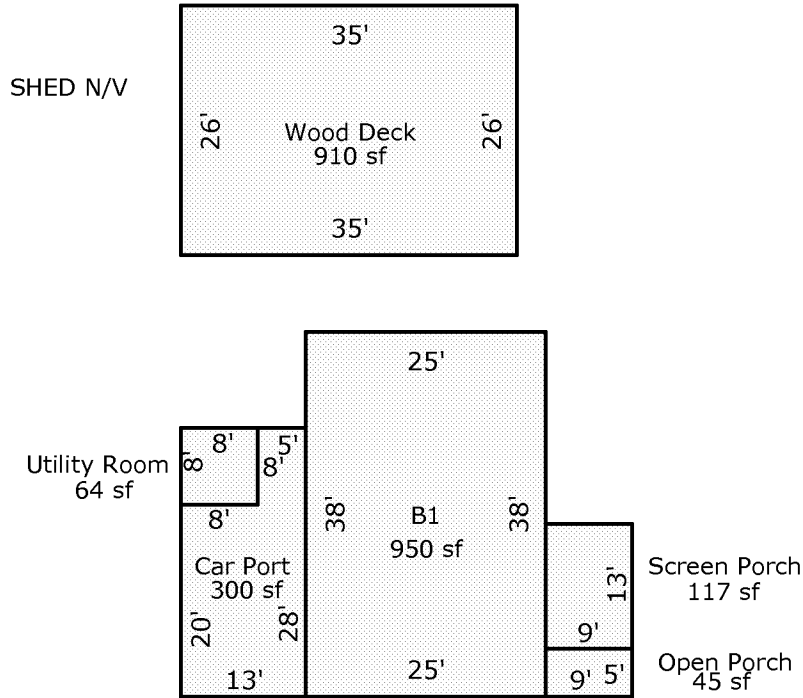 35'
SHED N/V
26'
Wood Deck
910 sf
26'
35'
25'
8'
5'
8'
8'
Utility Room
64 sf
8'
38'
B1
950 sf
38'
Car Port
300 sf
20'
28'
13'
25'
Screen Porch
117 sf
13'
9'
Open Porch
45 sf
9'
5'